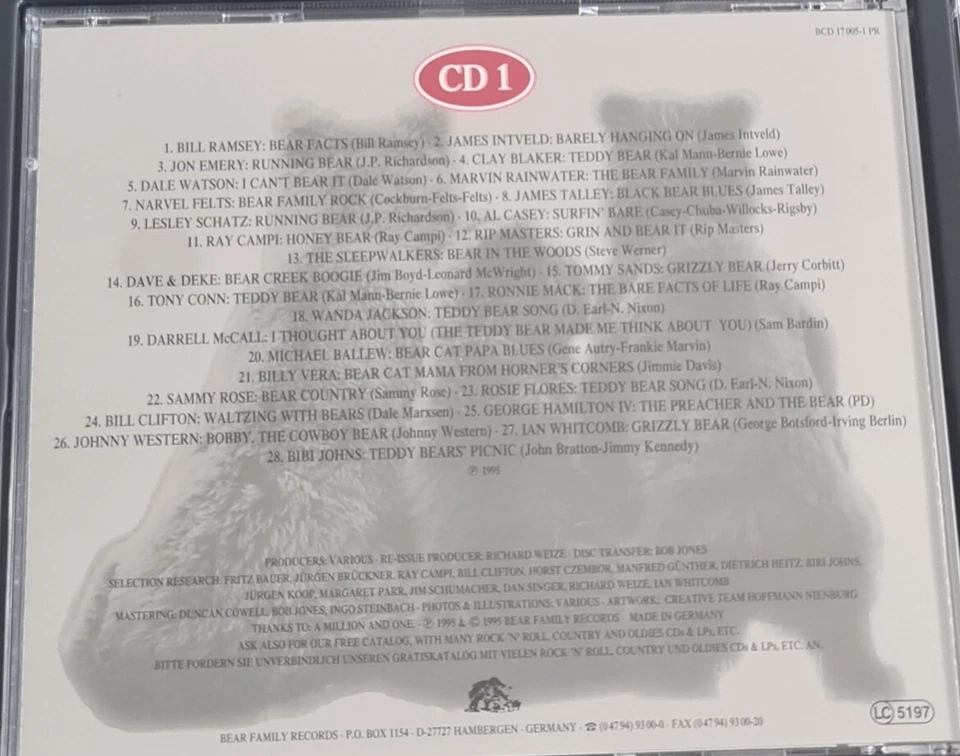 BCD 17 005-1 PR
CD 1
1. BILL RAMSEY: BEAR FACTS (Bill Ramsey) · 2. JAMES INTVELD: BARELY HANGING ON (James Intveld)
3. JON EMERY: RUNNING BEAR (J.P. Richardson) · 4. CLAY BLAKER: TEDDY BEAR (Kal Mann-Bernie Lowe)
5. DALE WATSON: I CAN'T BEAR IT (Dale Watson) · 6. MARVIN RAINWATER: THE BEAR FAMILY (Marvin Rainwater)
7. NARVEL FELTS: BEAR FAMILY ROCK (Cockburn-Felts-Felts) · 8. JAMES TALLEY: BLACK BEAR BLUES (James Talley)
9. LESLEY SCHATZ: RUNNING BEAR (J.P. Richardson) · 10. AL CASEY: SURFIN' BARE (Casey-Chuba-Willocks-Rigsby)
11. RAY CAMPI: HONEY BEAR (Ray Campi) · 12. RIP MASTERS: GRIN AND BEAR IT (Rip Masters)
13. THE SLEEPWALKERS: BEAR IN THE WOODS (Steve Werner)
14. DAVE & DEKE: BEAR CREEK BOOGIE (Jim Boyd-Leonard McWright) · 15. TOMMY SANDS: GRIZZLY BEAR (Jerry Corbitt)
16. TONY CONN: TEDDY BEAR (Kal Mann-Bernie Lowe) · 17. RONNIE MACK: THE BARE FACTS OF LIFE (Ray Campi)
18. WANDA JACKSON: TEDDY BEAR SONG (D. Earl-N. Nixon)
19. DARRELL McCALL: I THOUGHT ABOUT YOU (THE TEDDY BEAR MADE ME THINK ABOUT YOU) (Sam Bardin)
20. MICHAEL BALLEW: BEAR CAT PAPA BLUES (Gene Autry-Frankie Marvin)
21. BILLY VERA: BEAR CAT MAMA FROM HORNER'S CORNERS (Jimmie Davis)
22. SAMMY ROSE: BEAR COUNTRY (Sammy Rose) · 23. ROSIE FLORES: TEDDY BEAR SONG (D. Earl-N. Nixon)
24. BILL CLIFTON: WALTZING WITH BEARS (Dale Marxsen) · 25. GEORGE HAMILTON IV: THE PREACHER AND THE BEAR (PD)
26. JOHNNY WESTERN: BOBBY, THE COWBOY BEAR (Johnny Western) · 27. IAN WHITCOMB: GRIZZLY BEAR (George Botsford-Irving Berlin)
28. BIBI JOHNS: TEDDY BEARS' PICNIC (John Bratton-Jimmy Kennedy)
℗ 1995
PRODUCERS: VARIOUS · RE-ISSUE PRODUCER: RICHARD WEIZE · DISC TRANSFER: BOB JONES
SELECTION RESEARCH: FRITZ BAUER, JÜRGEN BRÜCKNER, RAY CAMPI, BILL CLIFTON, HORST CZEMBOR, MANFRED GÜNTHER, DIETRICH HEITZ, BIBI JOHNS,
JÜRGEN KOOP, MARGARET PARR, JIM SCHUMACHER, DAN SINGER, RICHARD WEIZE, IAN WHITCOMB
MASTERING: DUNCAN COWELL, BOB JONES, INGO STEINBACH · PHOTOS & ILLUSTRATIONS: VARIOUS · ARTWORK: CREATIVE TEAM HOFFMANN NIENBURG
THANKS TO: A MILLION AND ONE · ℗ 1995 & © 1995 BEAR FAMILY RECORDS · MADE IN GERMANY
ASK ALSO FOR OUR FREE CATALOG, WITH MANY ROCK 'N' ROLL, COUNTRY AND OLDIES CDs & LPs, ETC.
BITTE FORDERN SIE UNVERBINDLICH UNSEREN GRATISKATALOG MIT VIELEN ROCK 'N' ROLL, COUNTRY UND OLDIES CDs & LPs, ETC. AN.
BEAR FAMILY RECORDS · P.O. BOX 1154 · D-27727 HAMBERGEN · GERMANY · ☎ (0 47 94) 93 00-0 · FAX (0 47 94) 93 00-20
LC 5197